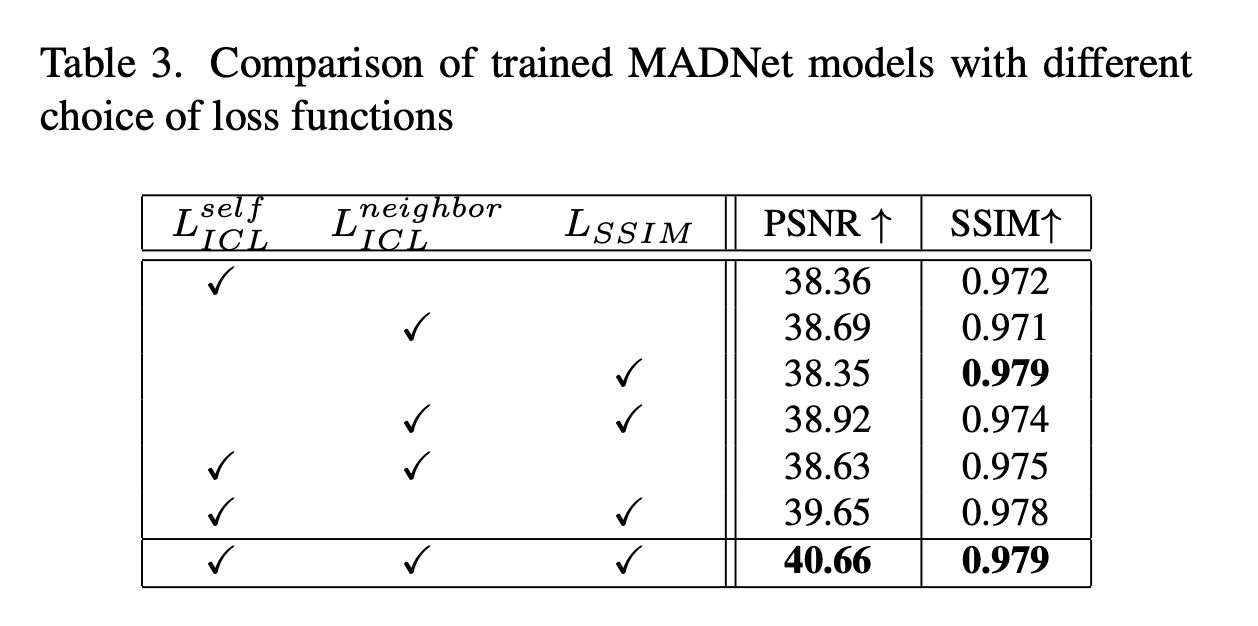 Table 3. Comparison of trained MADNet models with different
choice of loss functions
L_{ICL}^{self} L_{ICL}^{neighbor} L_{SSIM} PSNR ↑ SSIM↑
✓ 38.36 0.972
✓ 38.69 0.971
✓ 38.35 0.979
✓ ✓ 38.92 0.974
✓ ✓ 38.63 0.975
✓ ✓ 39.65 0.978
✓ ✓ ✓ 40.66 0.979